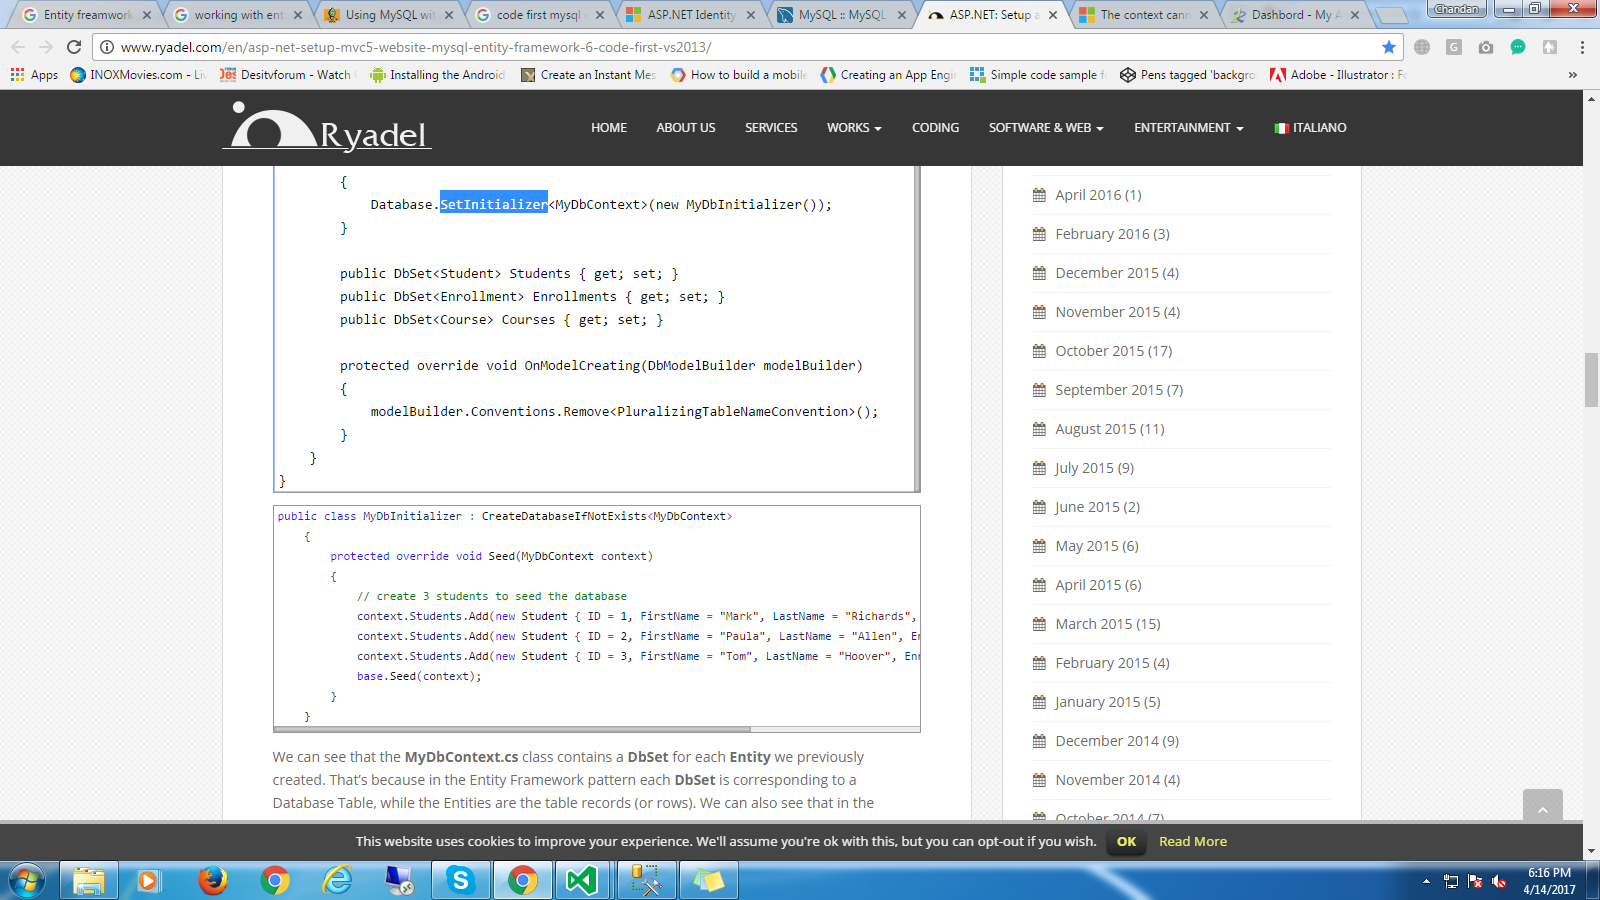 Entity freamwork
working with ent
Using MySQL wit
code first mysql
ASP.NET Identity
MySQL :: MySQL
ASP.NET: Setup a
The context cann
Dashbord - My A
Chandan
www.ryadel.com/en/asp-net-setup-mvc5-website-mysql-entity-framework-6-code-first-vs2013/
Apps
INOXMovies.com - Liv
Desitvforum - Watch
Installing the Android
Create an Instant Mes
How to build a mobile
Creating an App Engi
Simple code sample f
Pens tagged 'backgro
Adobe - Illustrator : Fo
»
Ryadel
HOME
ABOUT US
SERVICES
WORKS
CODING
SOFTWARE & WEB
ENTERTAINMENT
ITALIANO
{
Database.SetInitializer<MyDbContext>(new MyDbInitializer());
}
public DbSet<Student> Students { get; set; }
public DbSet<Enrollment> Enrollments { get; set; }
public DbSet<Course> Courses { get; set; }
protected override void OnModelCreating(DbModelBuilder modelBuilder)
{
modelBuilder.Conventions.Remove<PluralizingTableNameConvention>();
}
}
}
public class MyDbInitializer : CreateDatabaseIfNotExists<MyDbContext>
{
protected override void Seed(MyDbContext context)
{
// create 3 students to seed the database
context.Students.Add(new Student { ID = 1, FirstName = "Mark", LastName = "Richards",
context.Students.Add(new Student { ID = 2, FirstName = "Paula", LastName = "Allen", En
context.Students.Add(new Student { ID = 3, FirstName = "Tom", LastName = "Hoover", Enr
base.Seed(context);
}
}
We can see that the MyDbContext.cs class contains a DbSet for each Entity we previously
created. That's because in the Entity Framework pattern each DbSet is corresponding to a
Database Table, while the Entities are the table records (or rows). We can also see that in the
April 2016 (1)
February 2016 (3)
December 2015 (4)
November 2015 (4)
October 2015 (17)
September 2015 (7)
August 2015 (11)
July 2015 (9)
June 2015 (2)
May 2015 (6)
April 2015 (6)
March 2015 (15)
February 2015 (4)
January 2015 (5)
December 2014 (9)
November 2014 (4)
October 2014 (7)
This website uses cookies to improve your experience. We'll assume you're ok with this, but you can opt-out if you wish.
OK
Read More
6:16 PM
4/14/2017